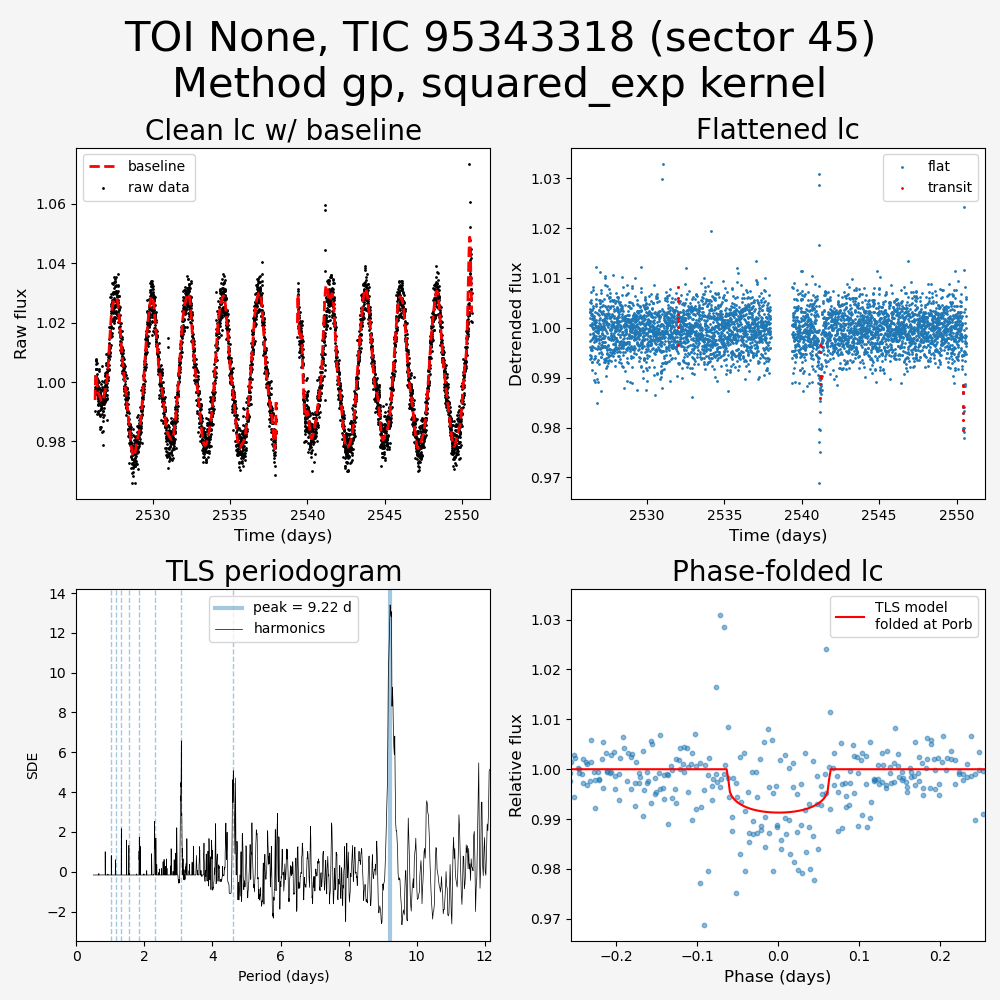 TOI None, TIC 95343318 (sector 45)
Method gp, squared_exp kernel
Clean lc w/ baseline
baseline
raw data
Raw flux
1.06
1.04
1.02
1.00
0.98
2530
2535
2540
2545
2550
Time (days)
Flattened lc
flat
transit
Detrended flux
1.03
1.02
1.01
1.00
0.99
0.98
0.97
2530
2535
2540
2545
2550
Time (days)
TLS periodogram
peak = 9.22 d
harmonics
SDE
14
12
10
8
6
4
2
0
−2
0
2
4
6
8
10
12
Period (days)
Phase-folded lc
TLS model
folded at Porb
Relative flux
1.03
1.02
1.01
1.00
0.99
0.98
0.97
−0.2
−0.1
0.0
0.1
0.2
Phase (days)